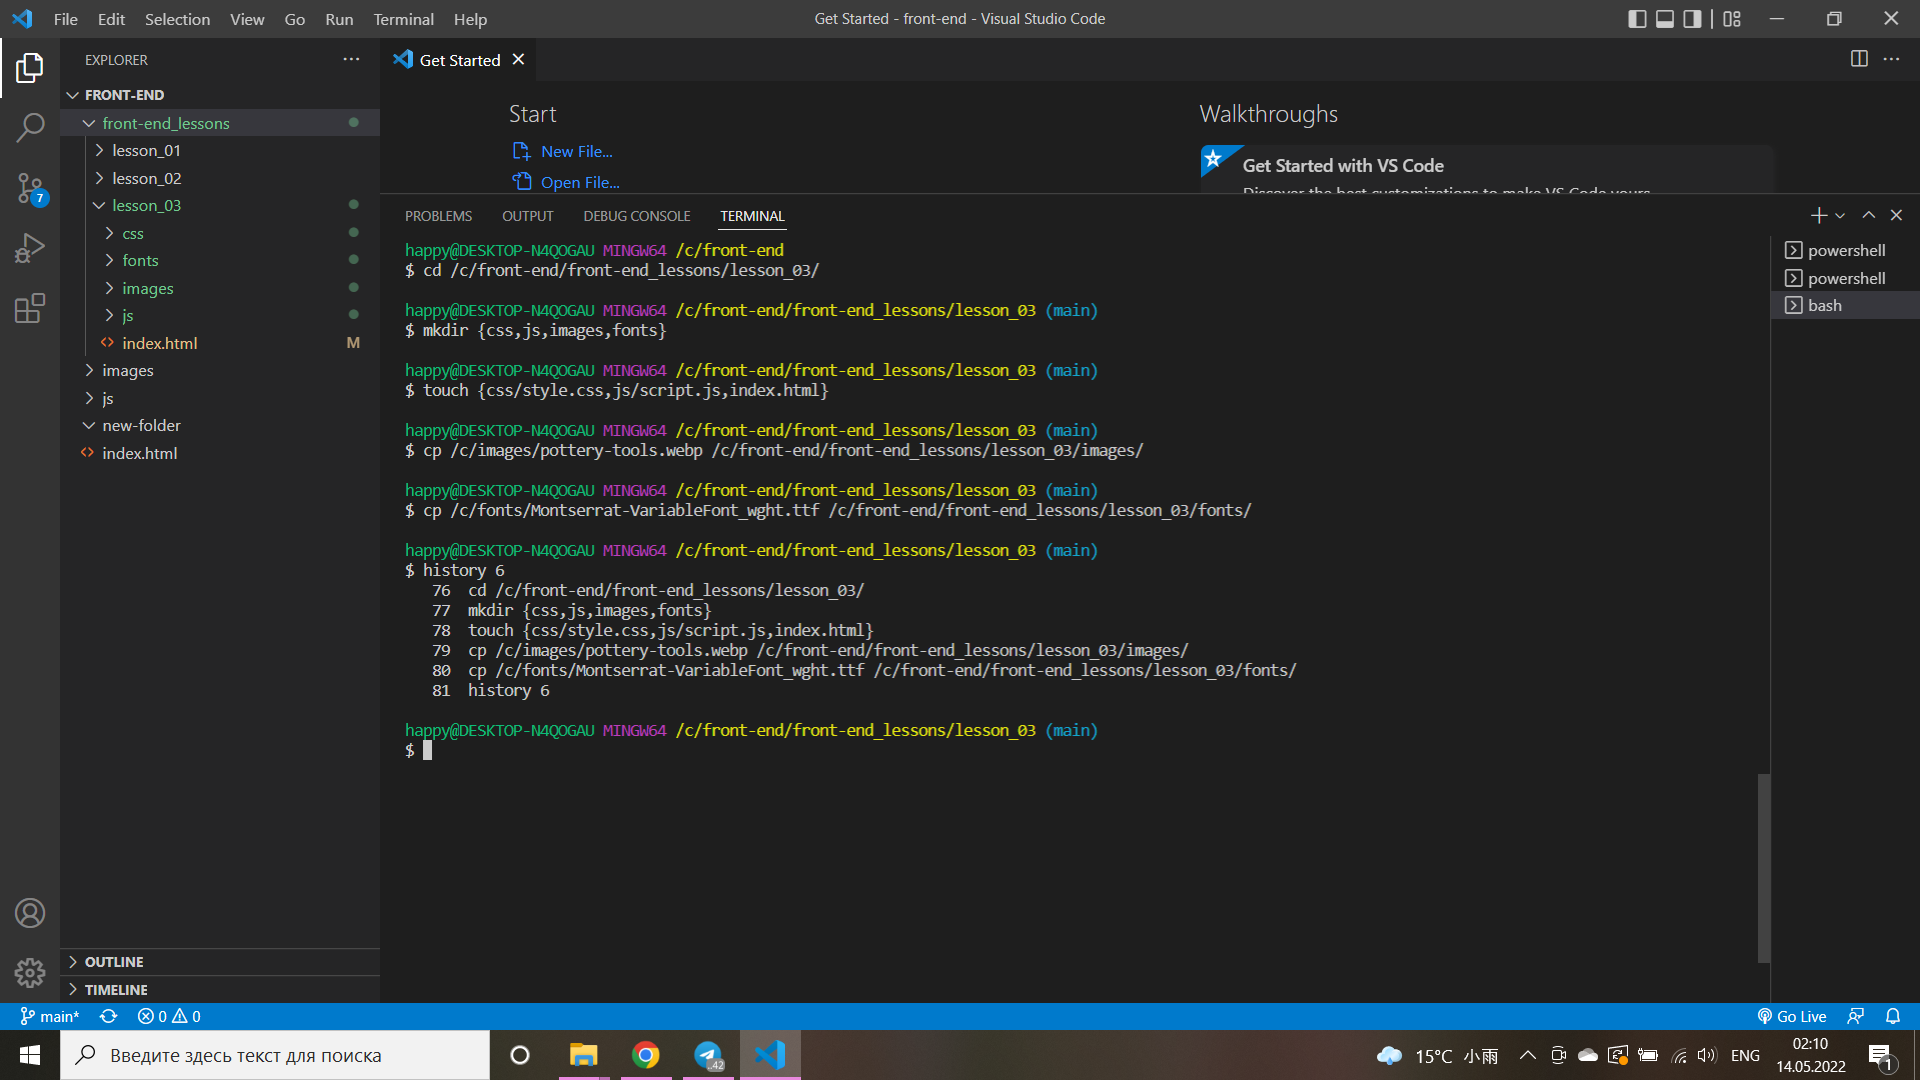 File Edit Selection View Go Run Terminal Help
Get Started - front-end - Visual Studio Code
EXPLORER
FRONT-END
front-end_lessons
lesson_01
lesson_02
lesson_03
css
fonts
images
js
index.html M
images
js
new-folder
index.html
OUTLINE
TIMELINE
7
Get Started
Start
New File...
Open File...
Walkthroughs
Get Started with VS Code
Discover the best customizations to make VS Code yours.
PROBLEMS OUTPUT DEBUG CONSOLE TERMINAL
happy@DESKTOP-N4QOGAU MINGW64 /c/front-end
$ cd /c/front-end/front-end_lessons/lesson_03/
happy@DESKTOP-N4QOGAU MINGW64 /c/front-end/front-end_lessons/lesson_03 (main)
$ mkdir {css,js,images,fonts}
happy@DESKTOP-N4QOGAU MINGW64 /c/front-end/front-end_lessons/lesson_03 (main)
$ touch {css/style.css,js/script.js,index.html}
happy@DESKTOP-N4QOGAU MINGW64 /c/front-end/front-end_lessons/lesson_03 (main)
$ cp /c/images/pottery-tools.webp /c/front-end/front-end_lessons/lesson_03/images/
happy@DESKTOP-N4QOGAU MINGW64 /c/front-end/front-end_lessons/lesson_03 (main)
$ cp /c/fonts/Montserrat-VariableFont_wght.ttf /c/front-end/front-end_lessons/lesson_03/fonts/
happy@DESKTOP-N4QOGAU MINGW64 /c/front-end/front-end_lessons/lesson_03 (main)
$ history 6
76 cd /c/front-end/front-end_lessons/lesson_03/
77 mkdir {css,js,images,fonts}
78 touch {css/style.css,js/script.js,index.html}
79 cp /c/images/pottery-tools.webp /c/front-end/front-end_lessons/lesson_03/images/
80 cp /c/fonts/Montserrat-VariableFont_wght.ttf /c/front-end/front-end_lessons/lesson_03/fonts/
81 history 6
happy@DESKTOP-N4QOGAU MINGW64 /c/front-end/front-end_lessons/lesson_03 (main)
$
powershell
powershell
bash
main* 0 0
Go Live
Введите здесь текст для поиска
..42
15°C 小雨
ENG
02:10
14.05.2022
1